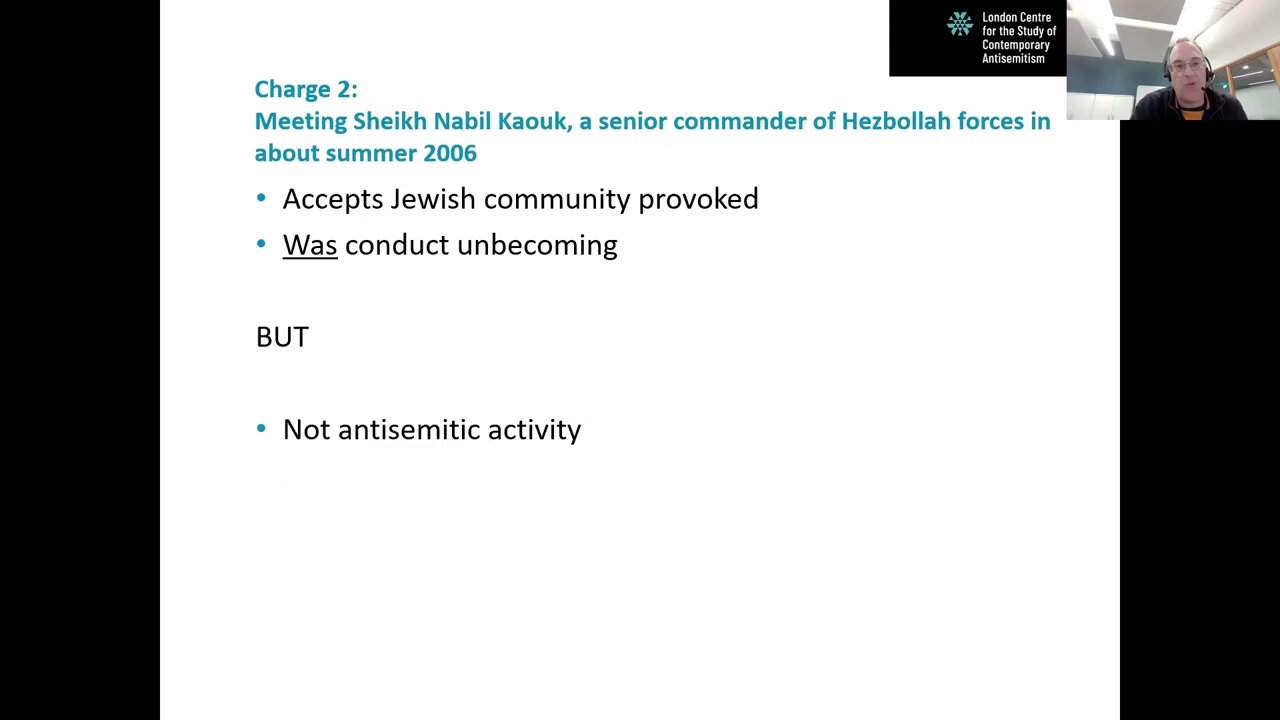 London Centre
for the Study of
Contemporary
Antisemitism
Charge 2:
Meeting Sheikh Nabil Kaouk, a senior commander of Hezbollah forces in
about summer 2006
• Accepts Jewish community provoked
• Was conduct unbecoming
BUT
• Not antisemitic activity